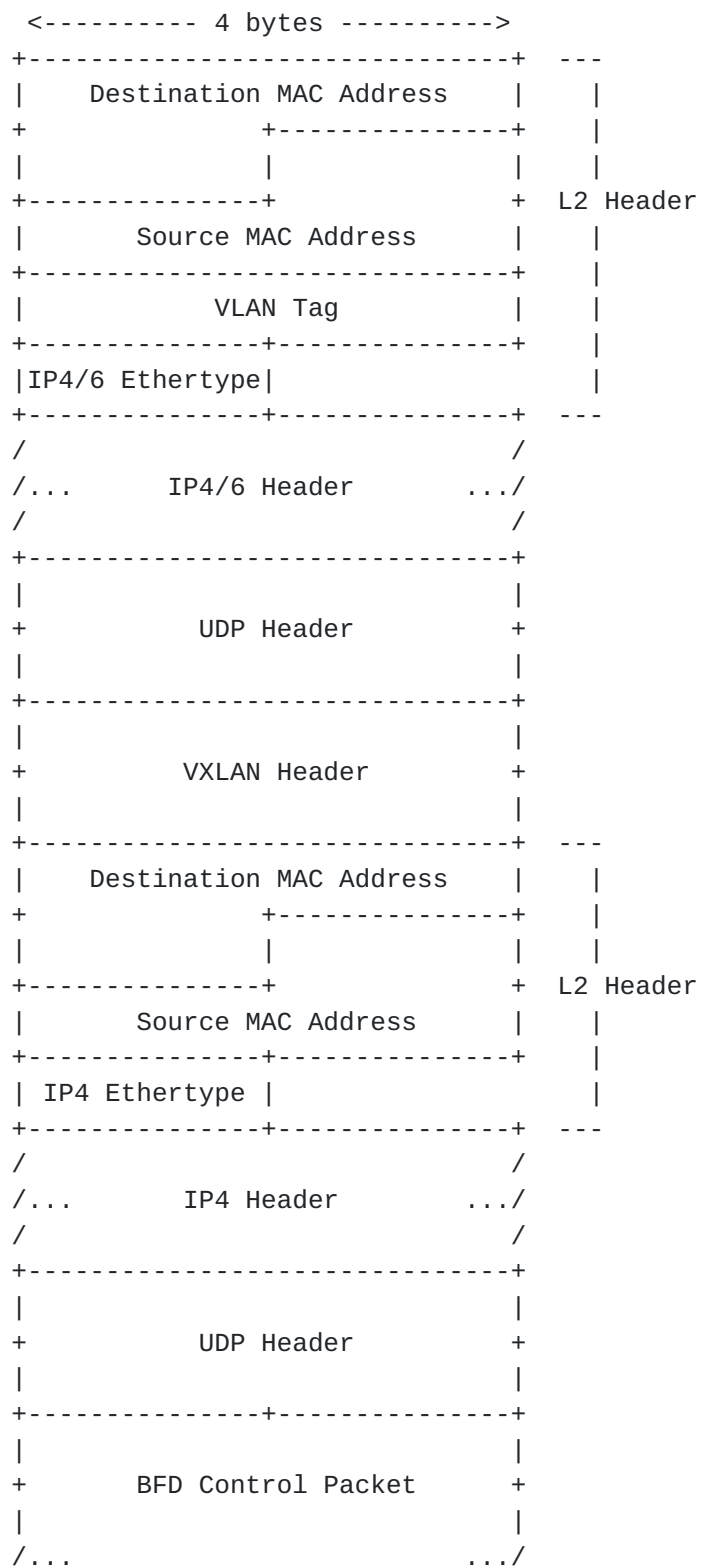 <---------- 4 bytes ---------->
+-------------------------------+  ---
|    Destination MAC Address    |    |
+               +---------------+    |
|               |               |    |
+---------------+               +  L2 Header
|       Source MAC Address      |    |
+-------------------------------+    |
|            VLAN Tag           |    |
+---------------+---------------+    |
|IP4/6 Ethertype|                    |
+---------------+---------------+  ---
/                               /
/...      IP4/6 Header       .../
/                               /
+-------------------------------+
|                               |
+           UDP Header          +
|                               |
+-------------------------------+
|                               |
+          VXLAN Header         +
|                               |
+-------------------------------+  ---
|    Destination MAC Address    |    |
+               +---------------+    |
|               |               |    |
+---------------+               +  L2 Header
|       Source MAC Address      |    |
+---------------+---------------+    |
| IP4 Ethertype |                    |
+---------------+---------------+  ---
/                               /
/...       IP4 Header        .../
/                               /
+-------------------------------+
|                               |
+           UDP Header          +
|                               |
+---------------+---------------+
|                               |
+       BFD Control Packet      +
|                               |
/...                         .../